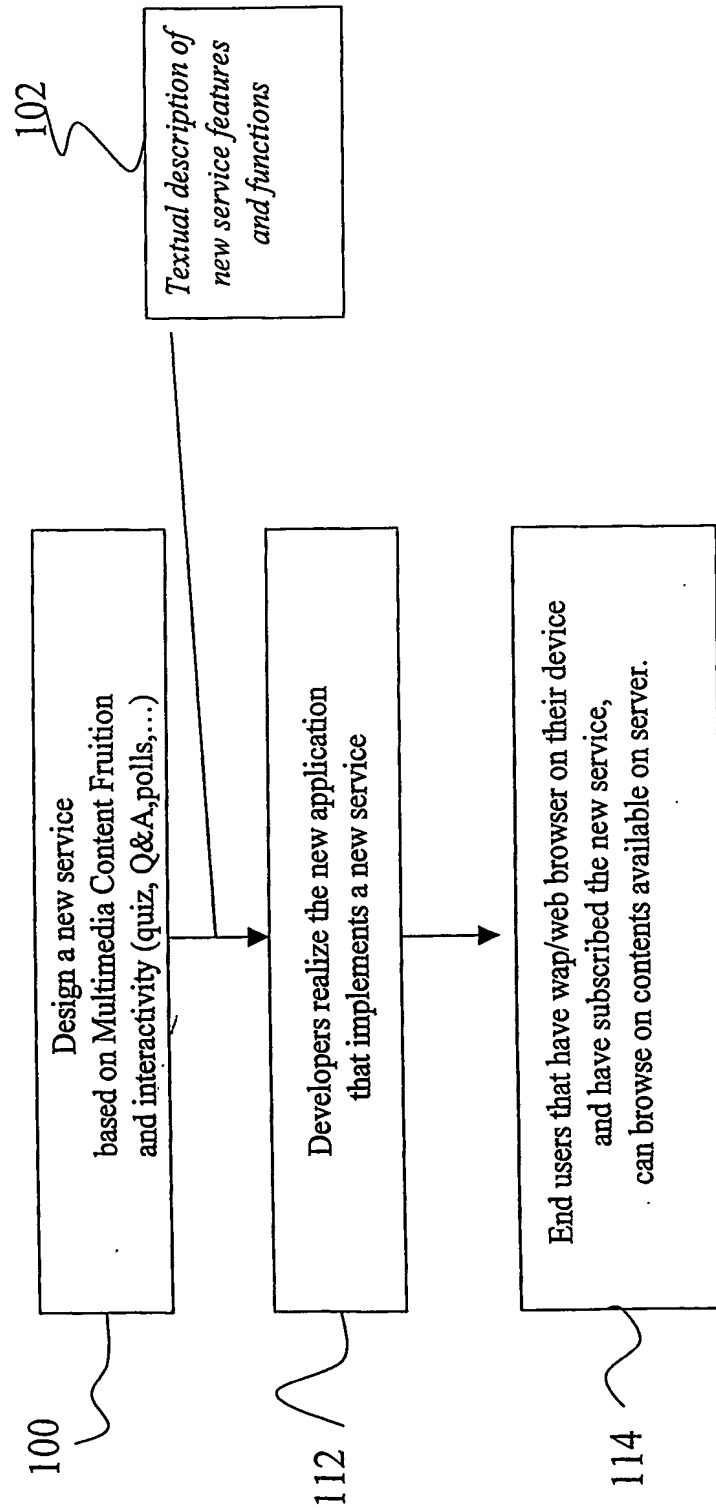 100
Design a new service
based on Multimedia Content Fruition
and interactivity (quiz, Q&A,polls,...)
102
Textual description of
new service features
and functions
112
Developers realize the new application
that implements a new service
114
End users that have wap/web browser on their device
and have subscribed the new service,
can browse on contents available on server.